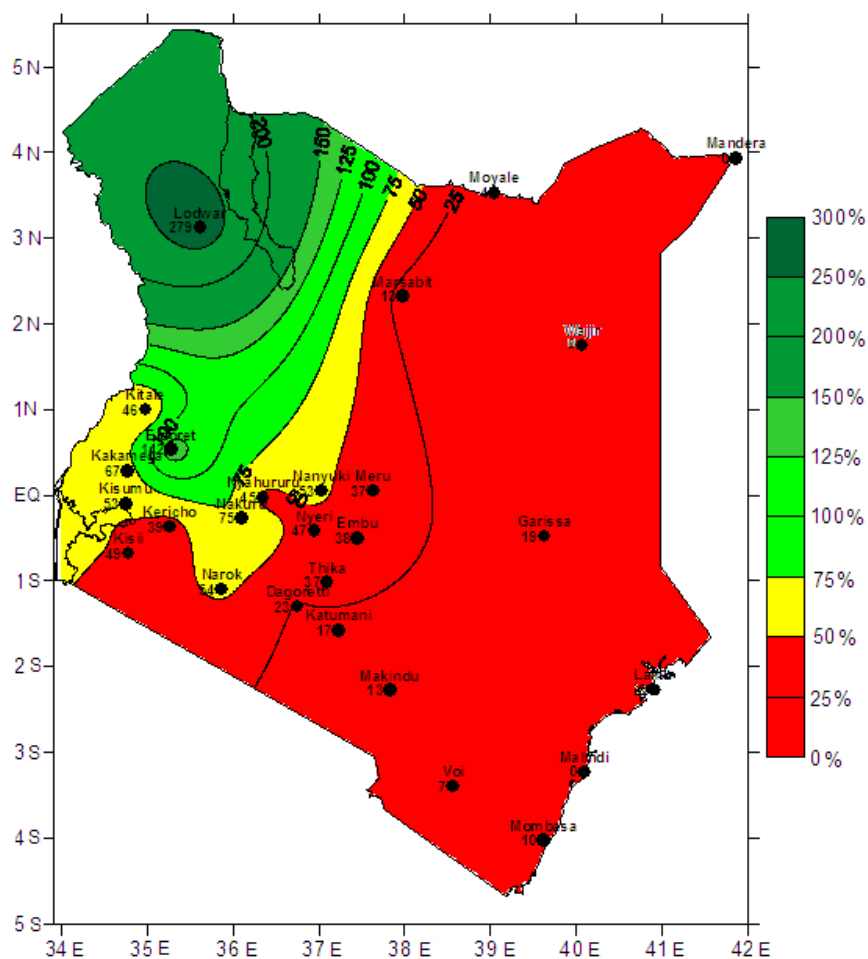 5 N
4 N
3 N
2 N
1 N
EQ
1 S
2 S
3 S
4 S
5 S
34 E
35 E
36 E
37 E
38 E
39 E
40 E
41 E
42 E
200
150
125
100
75
50
25
100
75
50
Mandera
0
Moyale
Lodwar
279
Marsabit
12
Wajir
Kitale
46
Eldoret
Kakamega
67
Kisumu
53
Kericho
39
Kisii
49
Nyahururu
45
Nakuru
75
Nanyuki
53
Meru
37
Nyeri
47
Embu
38
Garissa
19
Narok
54
Thika
37
Dagoretti
23
Katumani
17
Makindu
13
Lamu
Malindi
0
Voi
7
Mombasa
10
300%
250%
200%
150%
125%
100%
75%
50%
25%
0%